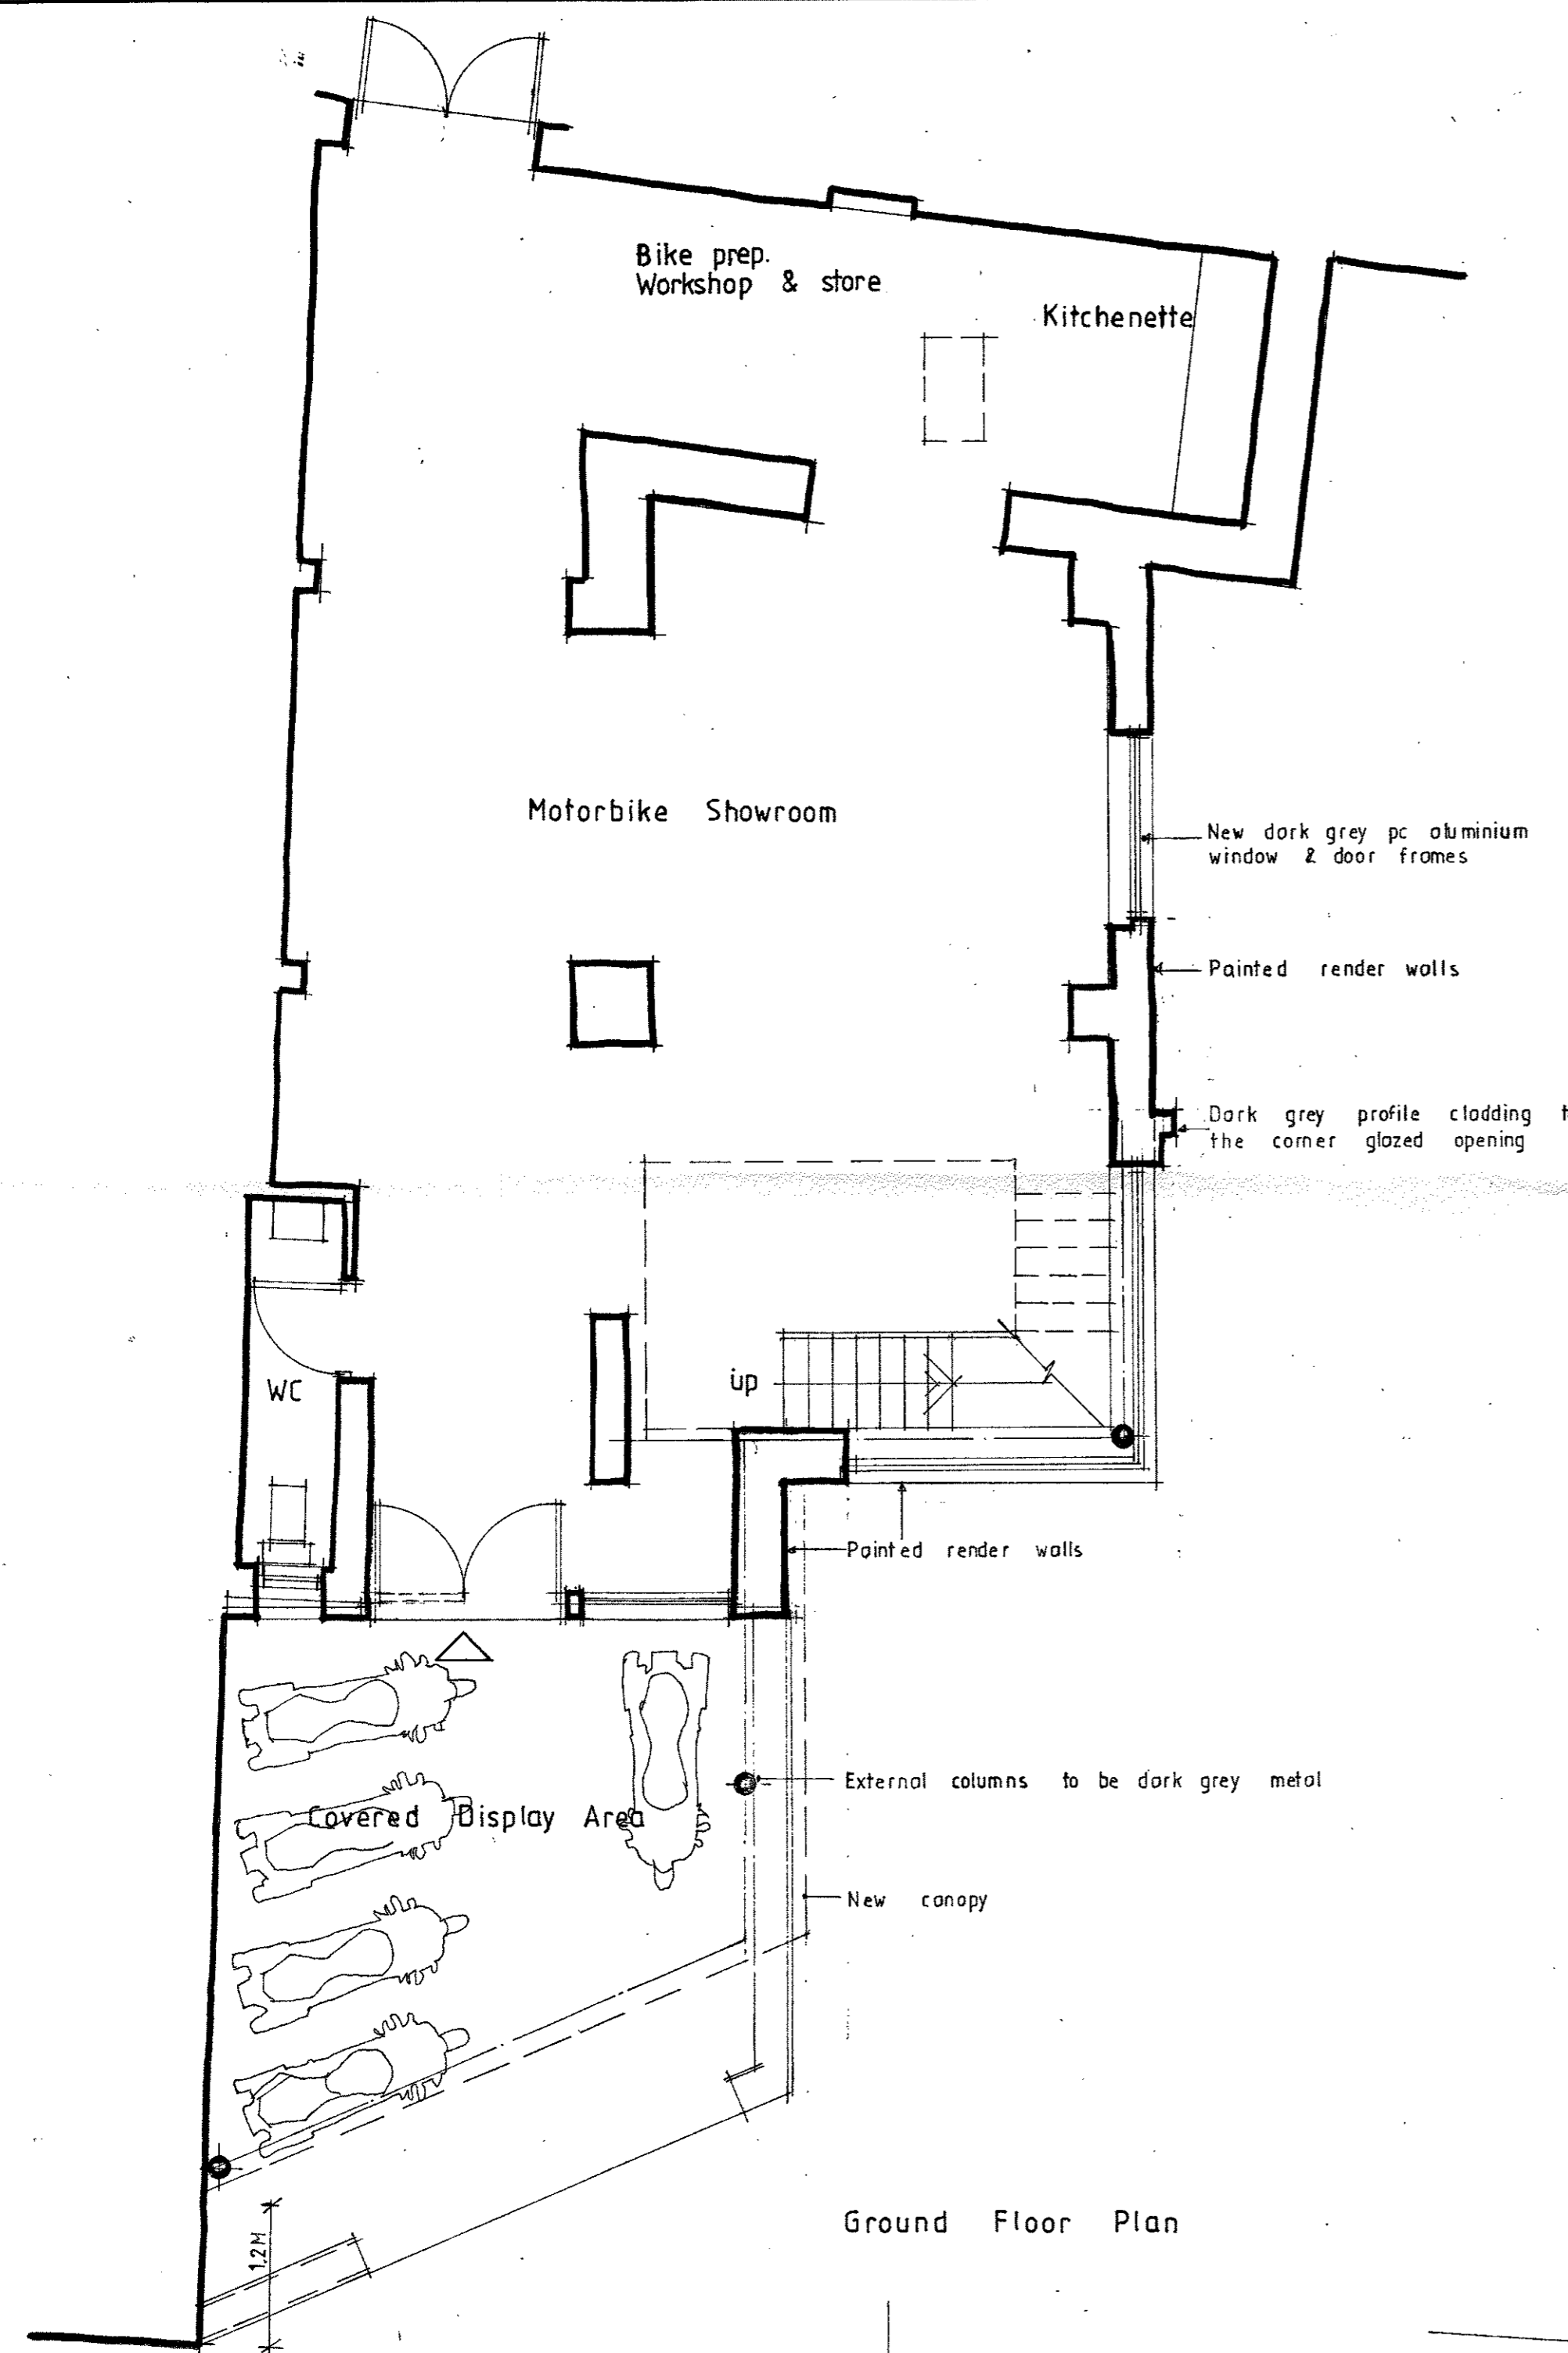 Bike prep.
Workshop & store
Kitchenette
Motorbike Showroom
New dark grey pc aluminium
window & door frames
Painted render walls
Dark grey profile cladding t
the corner glazed opening
up
WC
Painted render walls
External columns to be dark grey metal
Covered Display Area
New canopy
Ground Floor Plan
1.2M